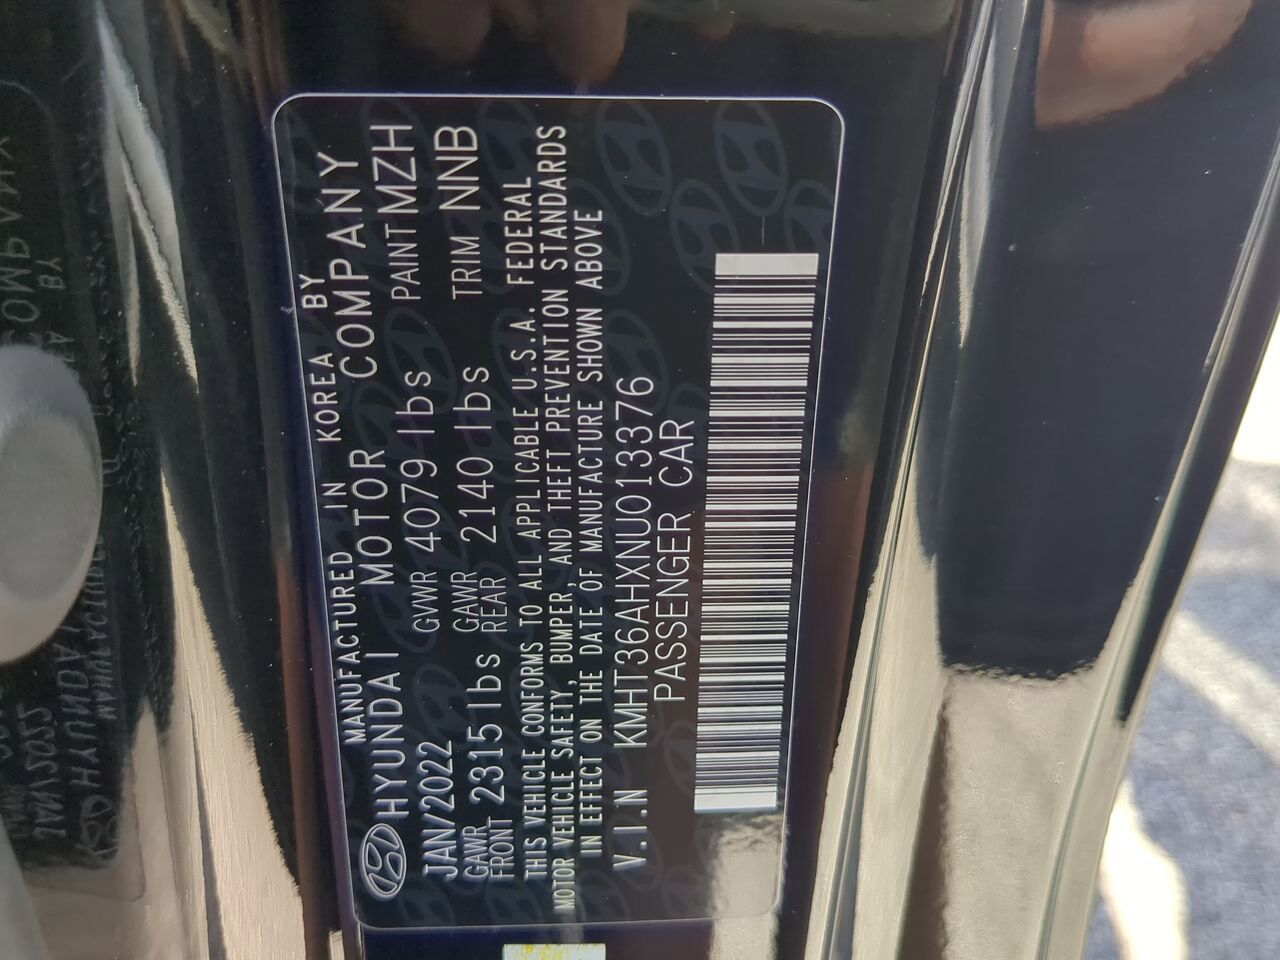 MANUFACTURED IN KOREA BY
HYUNDAI MOTOR COMPANY
JAN/2022 GVWR 4079 lbs PAINT MZH
GAWR FRONT 2315 lbs GAWR REAR 2140 lbs TRIM NNB
THIS VEHICLE CONFORMS TO ALL APPLICABLE U.S.A. FEDERAL
MOTOR VEHICLE SAFETY, BUMPER, AND THEFT PREVENTION STANDARDS
IN EFFECT ON THE DATE OF MANUFACTURE SHOWN ABOVE
V.I.N KMHT36AHXNU013376
PASSENGER CAR